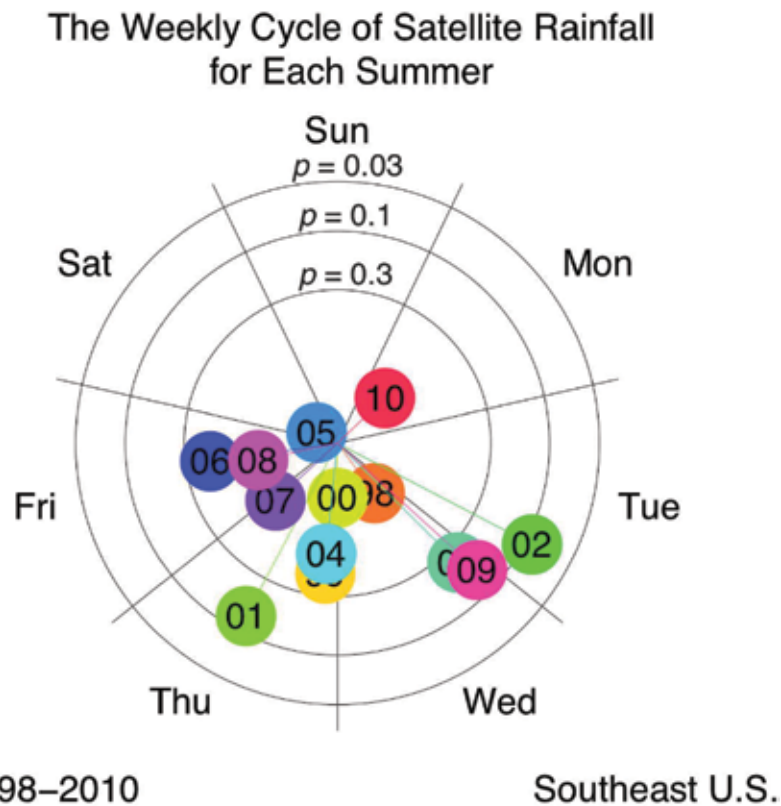 The Weekly Cycle of Satellite Rainfall
for Each Summer
Sun
p = 0.03
p = 0.1
p = 0.3
Sat
Mon
10
05
06
08
07
00
98
Fri
Tue
04
02
09
01
Thu
Wed
98–2010
Southeast U.S.